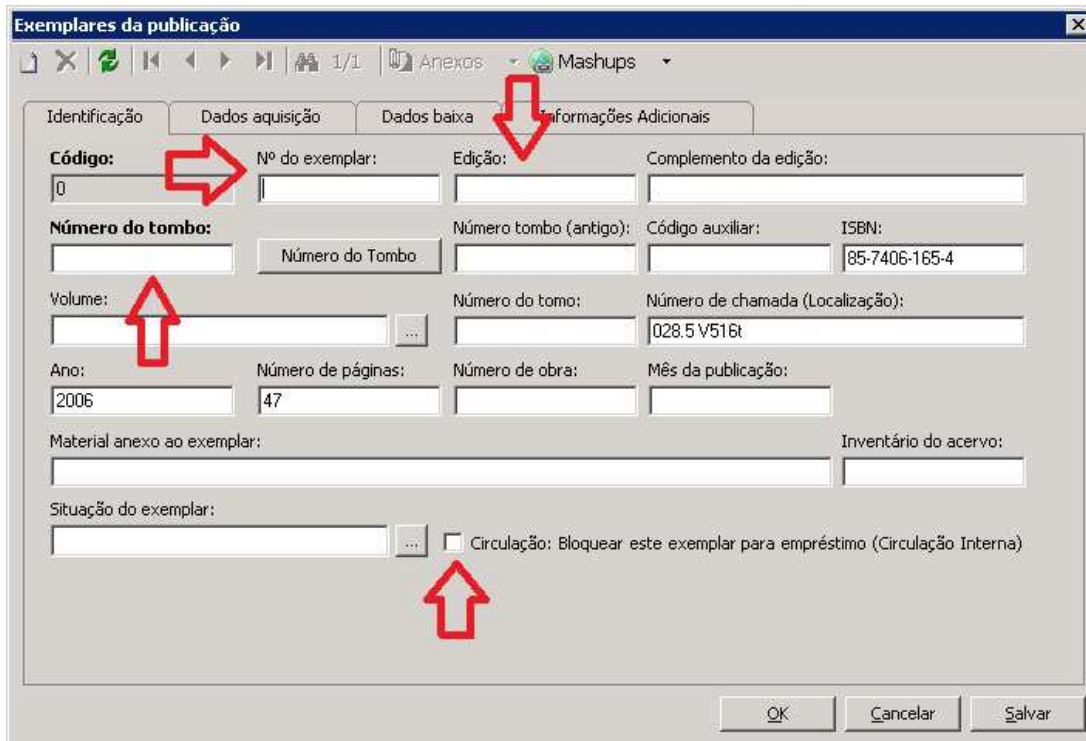 Exemplares da publicação
1/1 Anexos Mashups
Identificação Dados aquisição Dados baixa Informações Adicionais
Código: Nº do exemplar: Edição: Complemento da edição:
0
Número do tombo: Número tombo (antigo): Código auxiliar: ISBN:
Número do Tombo 85-7406-165-4
Volume: Número do tomo: Número de chamada (Localização):
... 028.5 V516t
Ano: Número de páginas: Número de obra: Mês da publicação:
2006 47
Material anexo ao exemplar: Inventário do acervo:
Situação do exemplar:
... Circulação: Bloquear este exemplar para empréstimo (Circulação Interna)
OK Cancelar Salvar